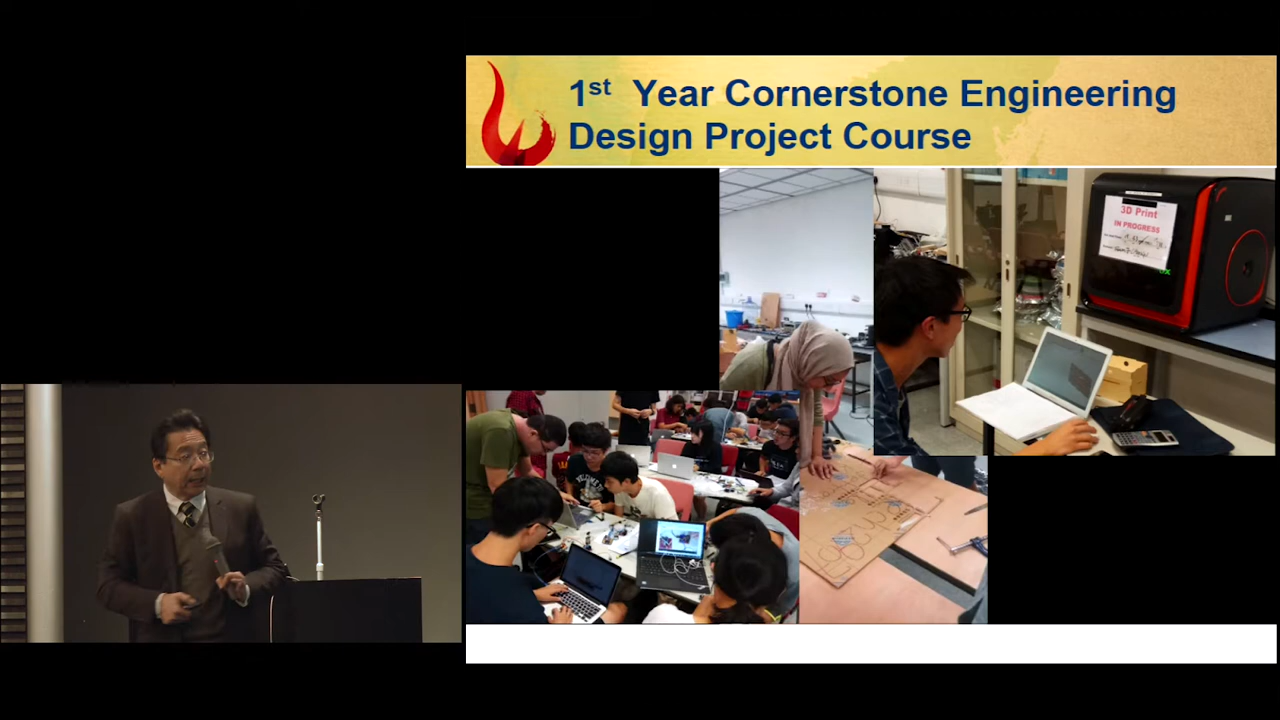 1st Year Cornerstone Engineering
Design Project Course
3D Print
IN PROGRESS